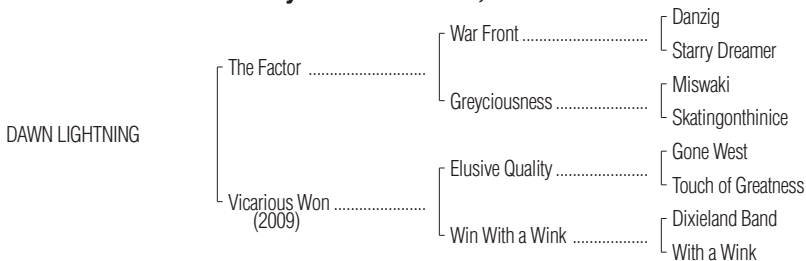 Danzig
War Front ........................
Starry Dreamer
The Factor ......................
Miswaki
Greyciousness .................
Skatingonthinice
DAWN LIGHTNING
Gone West
Elusive Quality .................
Touch of Greatness
Vicarious Won .................
(2009)
Dixieland Band
Win With a Wink ..............
With a Wink